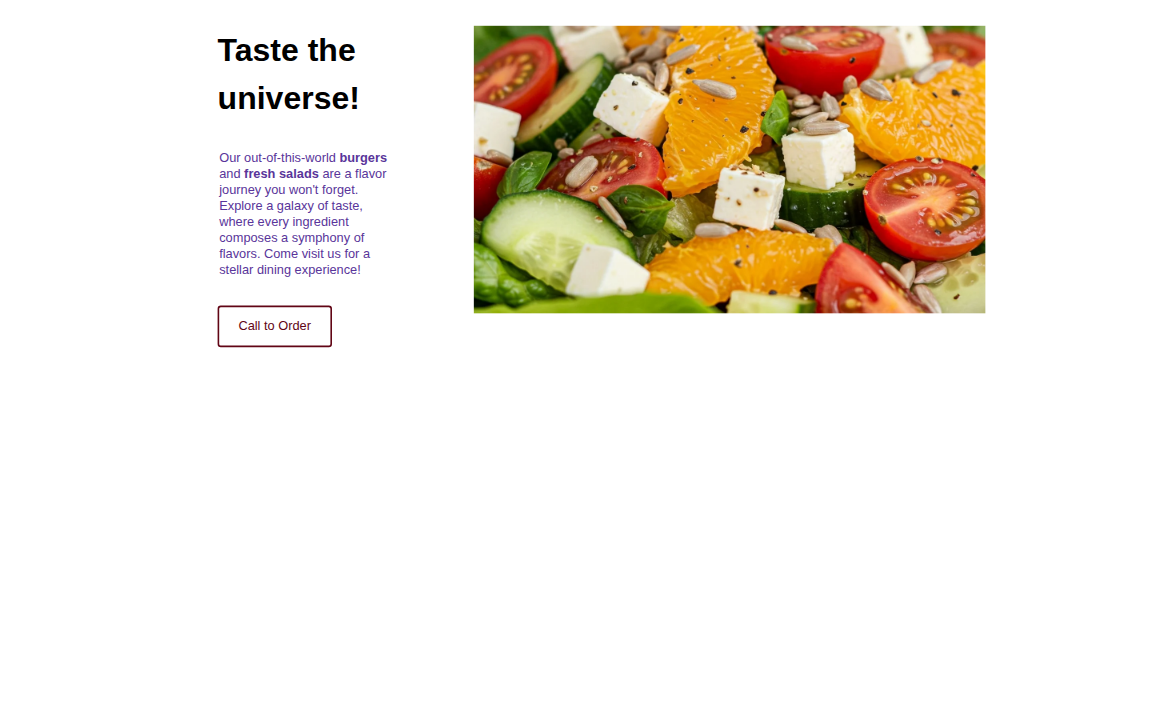 Taste the
universe!
Our out-of-this-world burgers
and fresh salads are a flavor
journey you won't forget.
Explore a galaxy of taste,
where every ingredient
composes a symphony of
flavors. Come visit us for a
stellar dining experience!
Call to Order